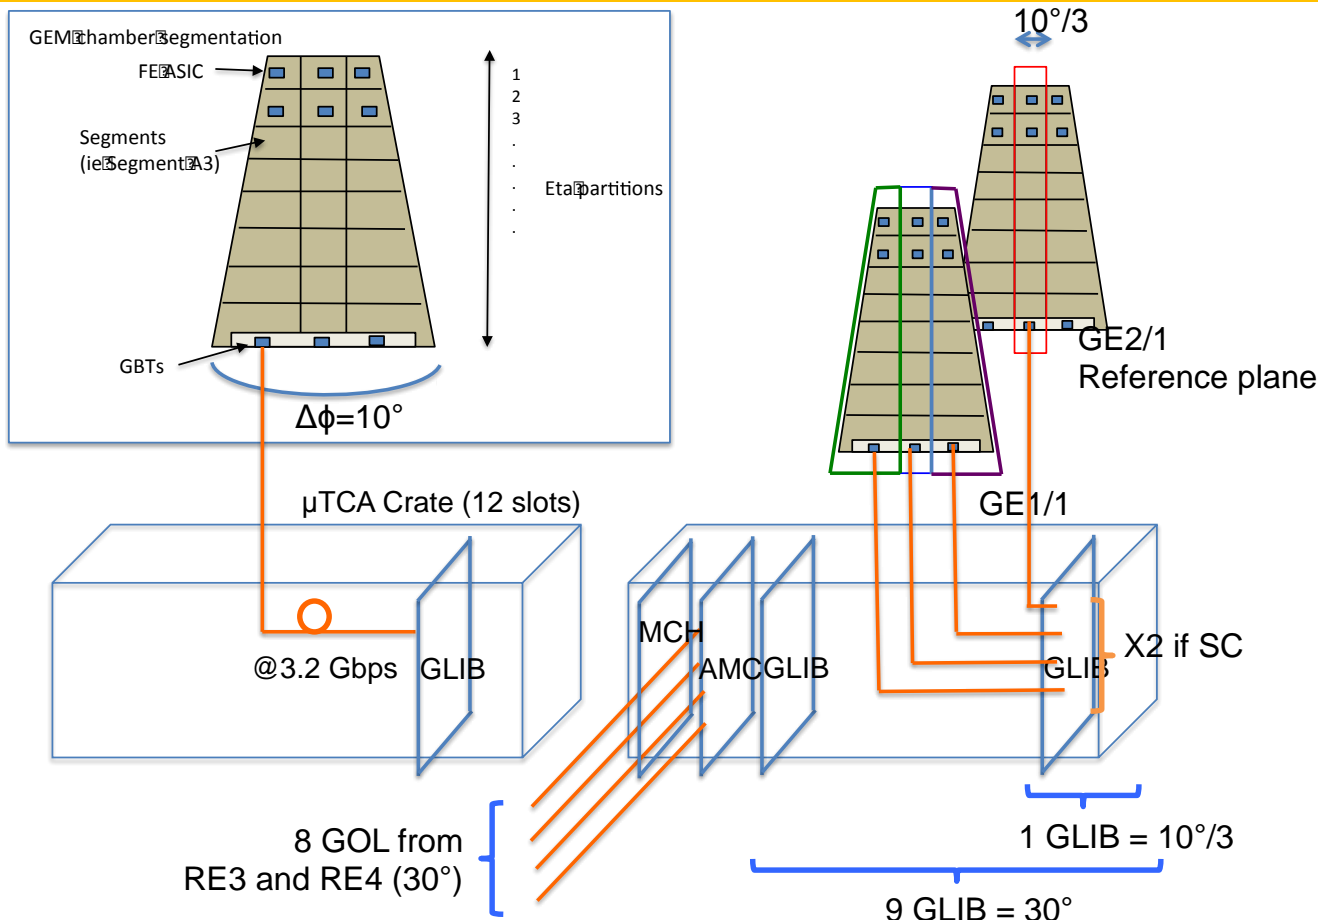 GEM chamber segmentation
FE ASIC
Segments
(ie Segment A3)
GBTs
1
2
3
.
.
.
.
.
Eta partitions
Δϕ=10°
10°/3
GE2/1
Reference plane
GE1/1
µTCA Crate (12 slots)
@3.2 Gbps
GLIB
MCH
AMC
GLIB
GLIB
X2 if SC
8 GOL from
RE3 and RE4 (30°)
1 GLIB = 10°/3
9 GLIB = 30°